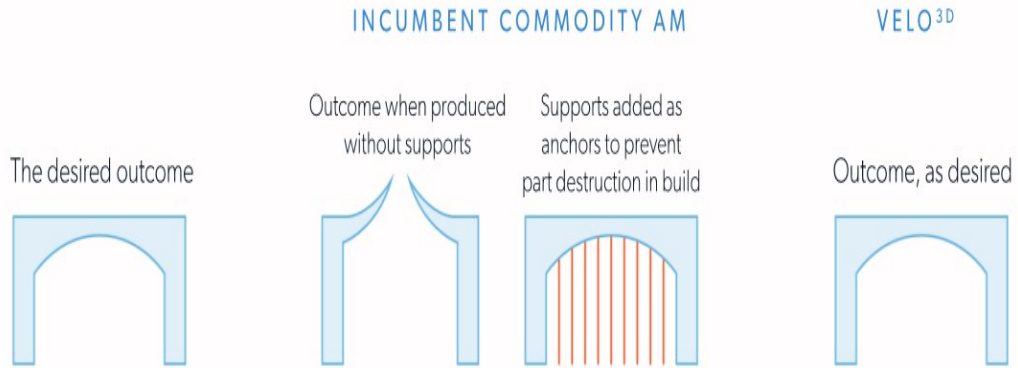 INCUMBENT COMMODITY AM
VELO3D
The desired outcome
Outcome when produced
without supports
Supports added as
anchors to prevent
part destruction in build
Outcome, as desired